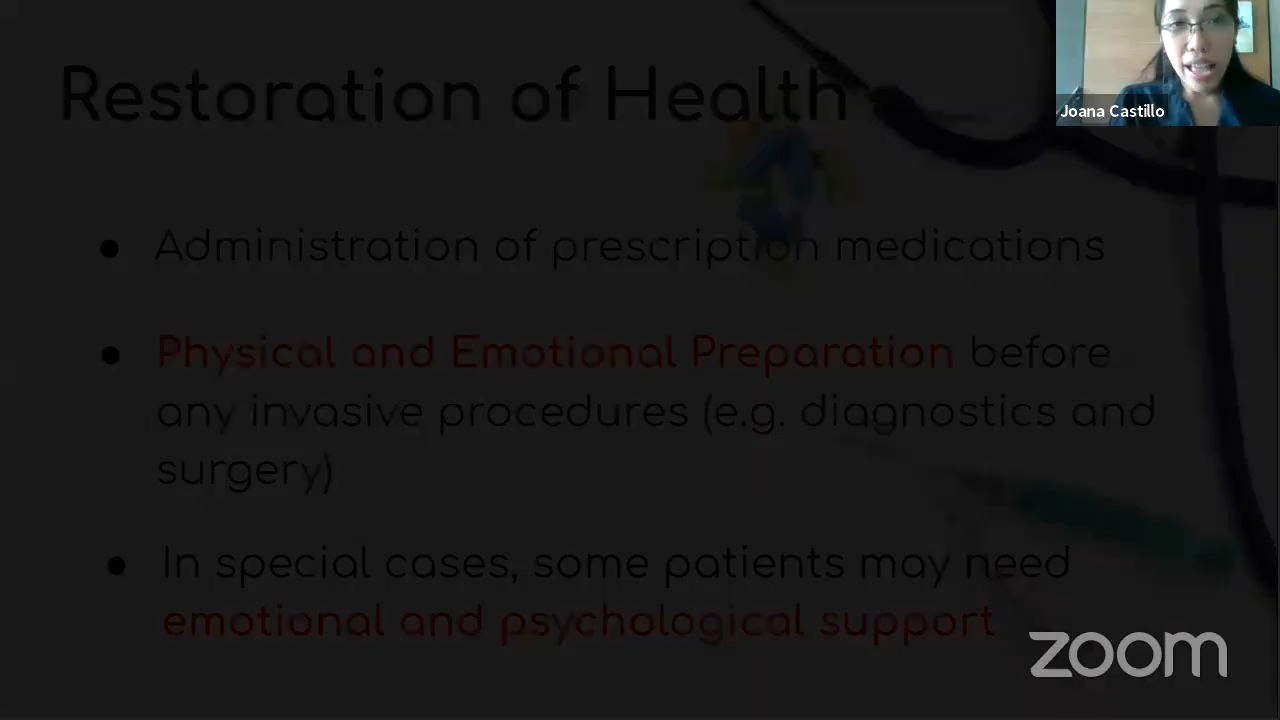 Restoration of Health
Joana Castillo
● Administration of prescription medications
● Physical and Emotional Preparation before
any invasive procedures (e.g. diagnostics and
surgery)
● In special cases, some patients may need
emotional and psychological support
zoom